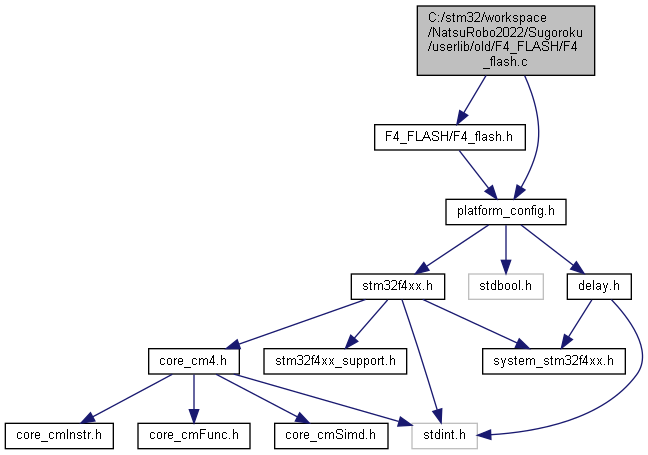 C:/stm32/workspace
/NatsuRobo2022/Sugoroku
/userlib/old/F4_FLASH/F4
_flash.c
F4_FLASH/F4_flash.h
platform_config.h
stm32f4xx.h
stdbool.h
delay.h
core_cm4.h
stm32f4xx_support.h
system_stm32f4xx.h
core_cmInstr.h
core_cmFunc.h
core_cmSimd.h
stdint.h